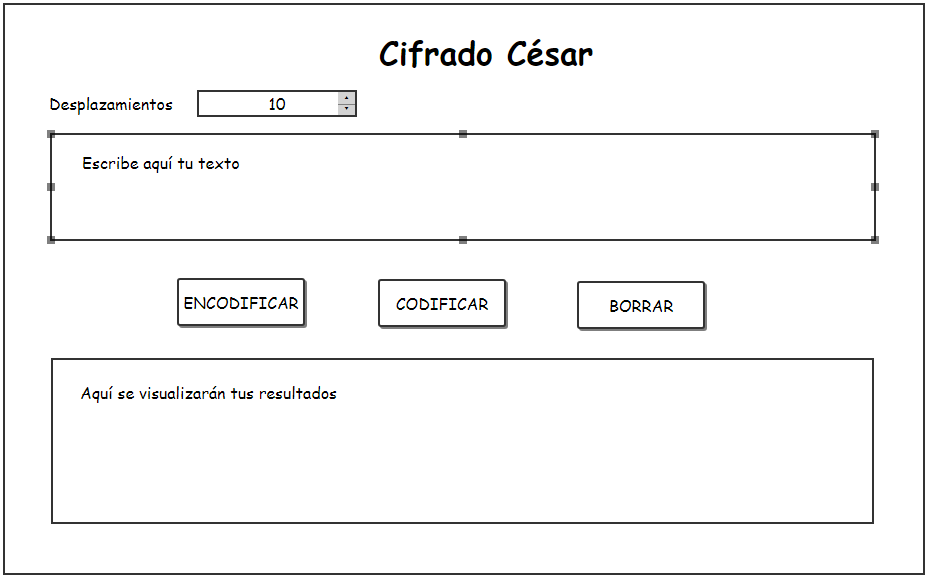 Cifrado César
Desplazamientos 10
Escribe aquí tu texto
ENCODIFICAR CODIFICAR BORRAR
Aquí se visualizarán tus resultados